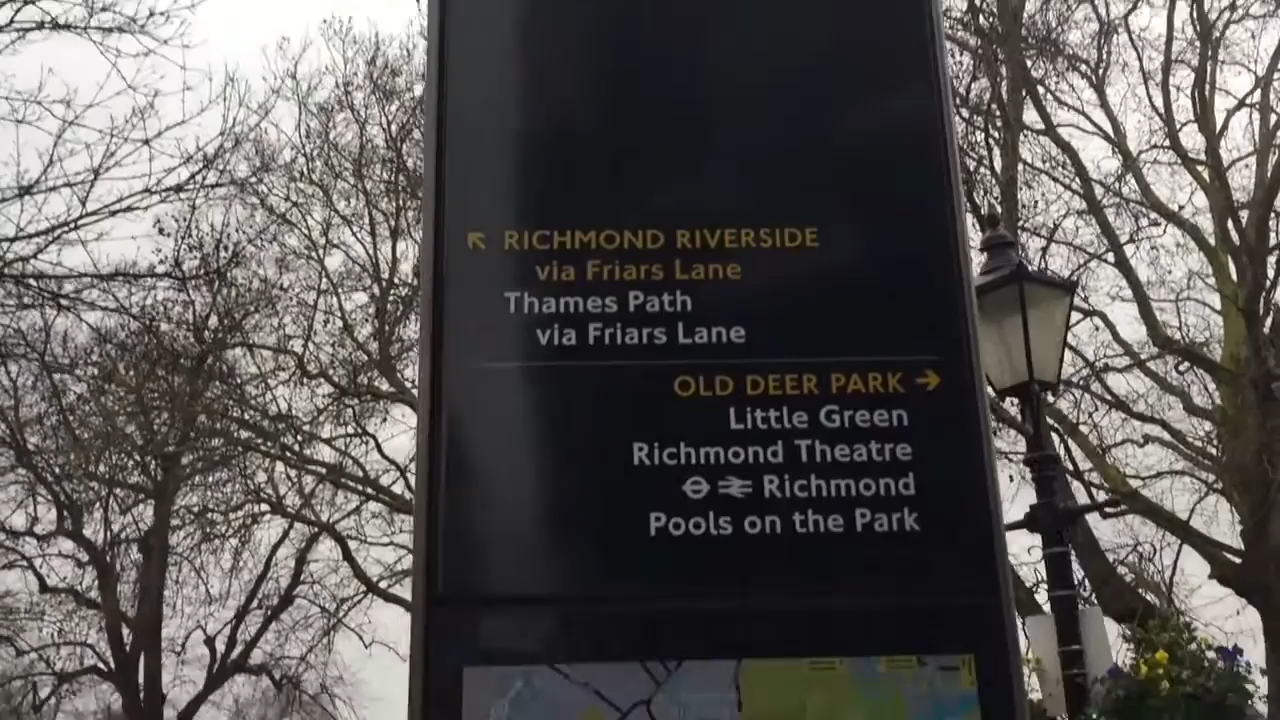 RICHMOND RIVERSIDE
via Friars Lane
Thames Path
via Friars Lane
OLD DEER PARK
Little Green
Richmond Theatre
Richmond
Pools on the Park